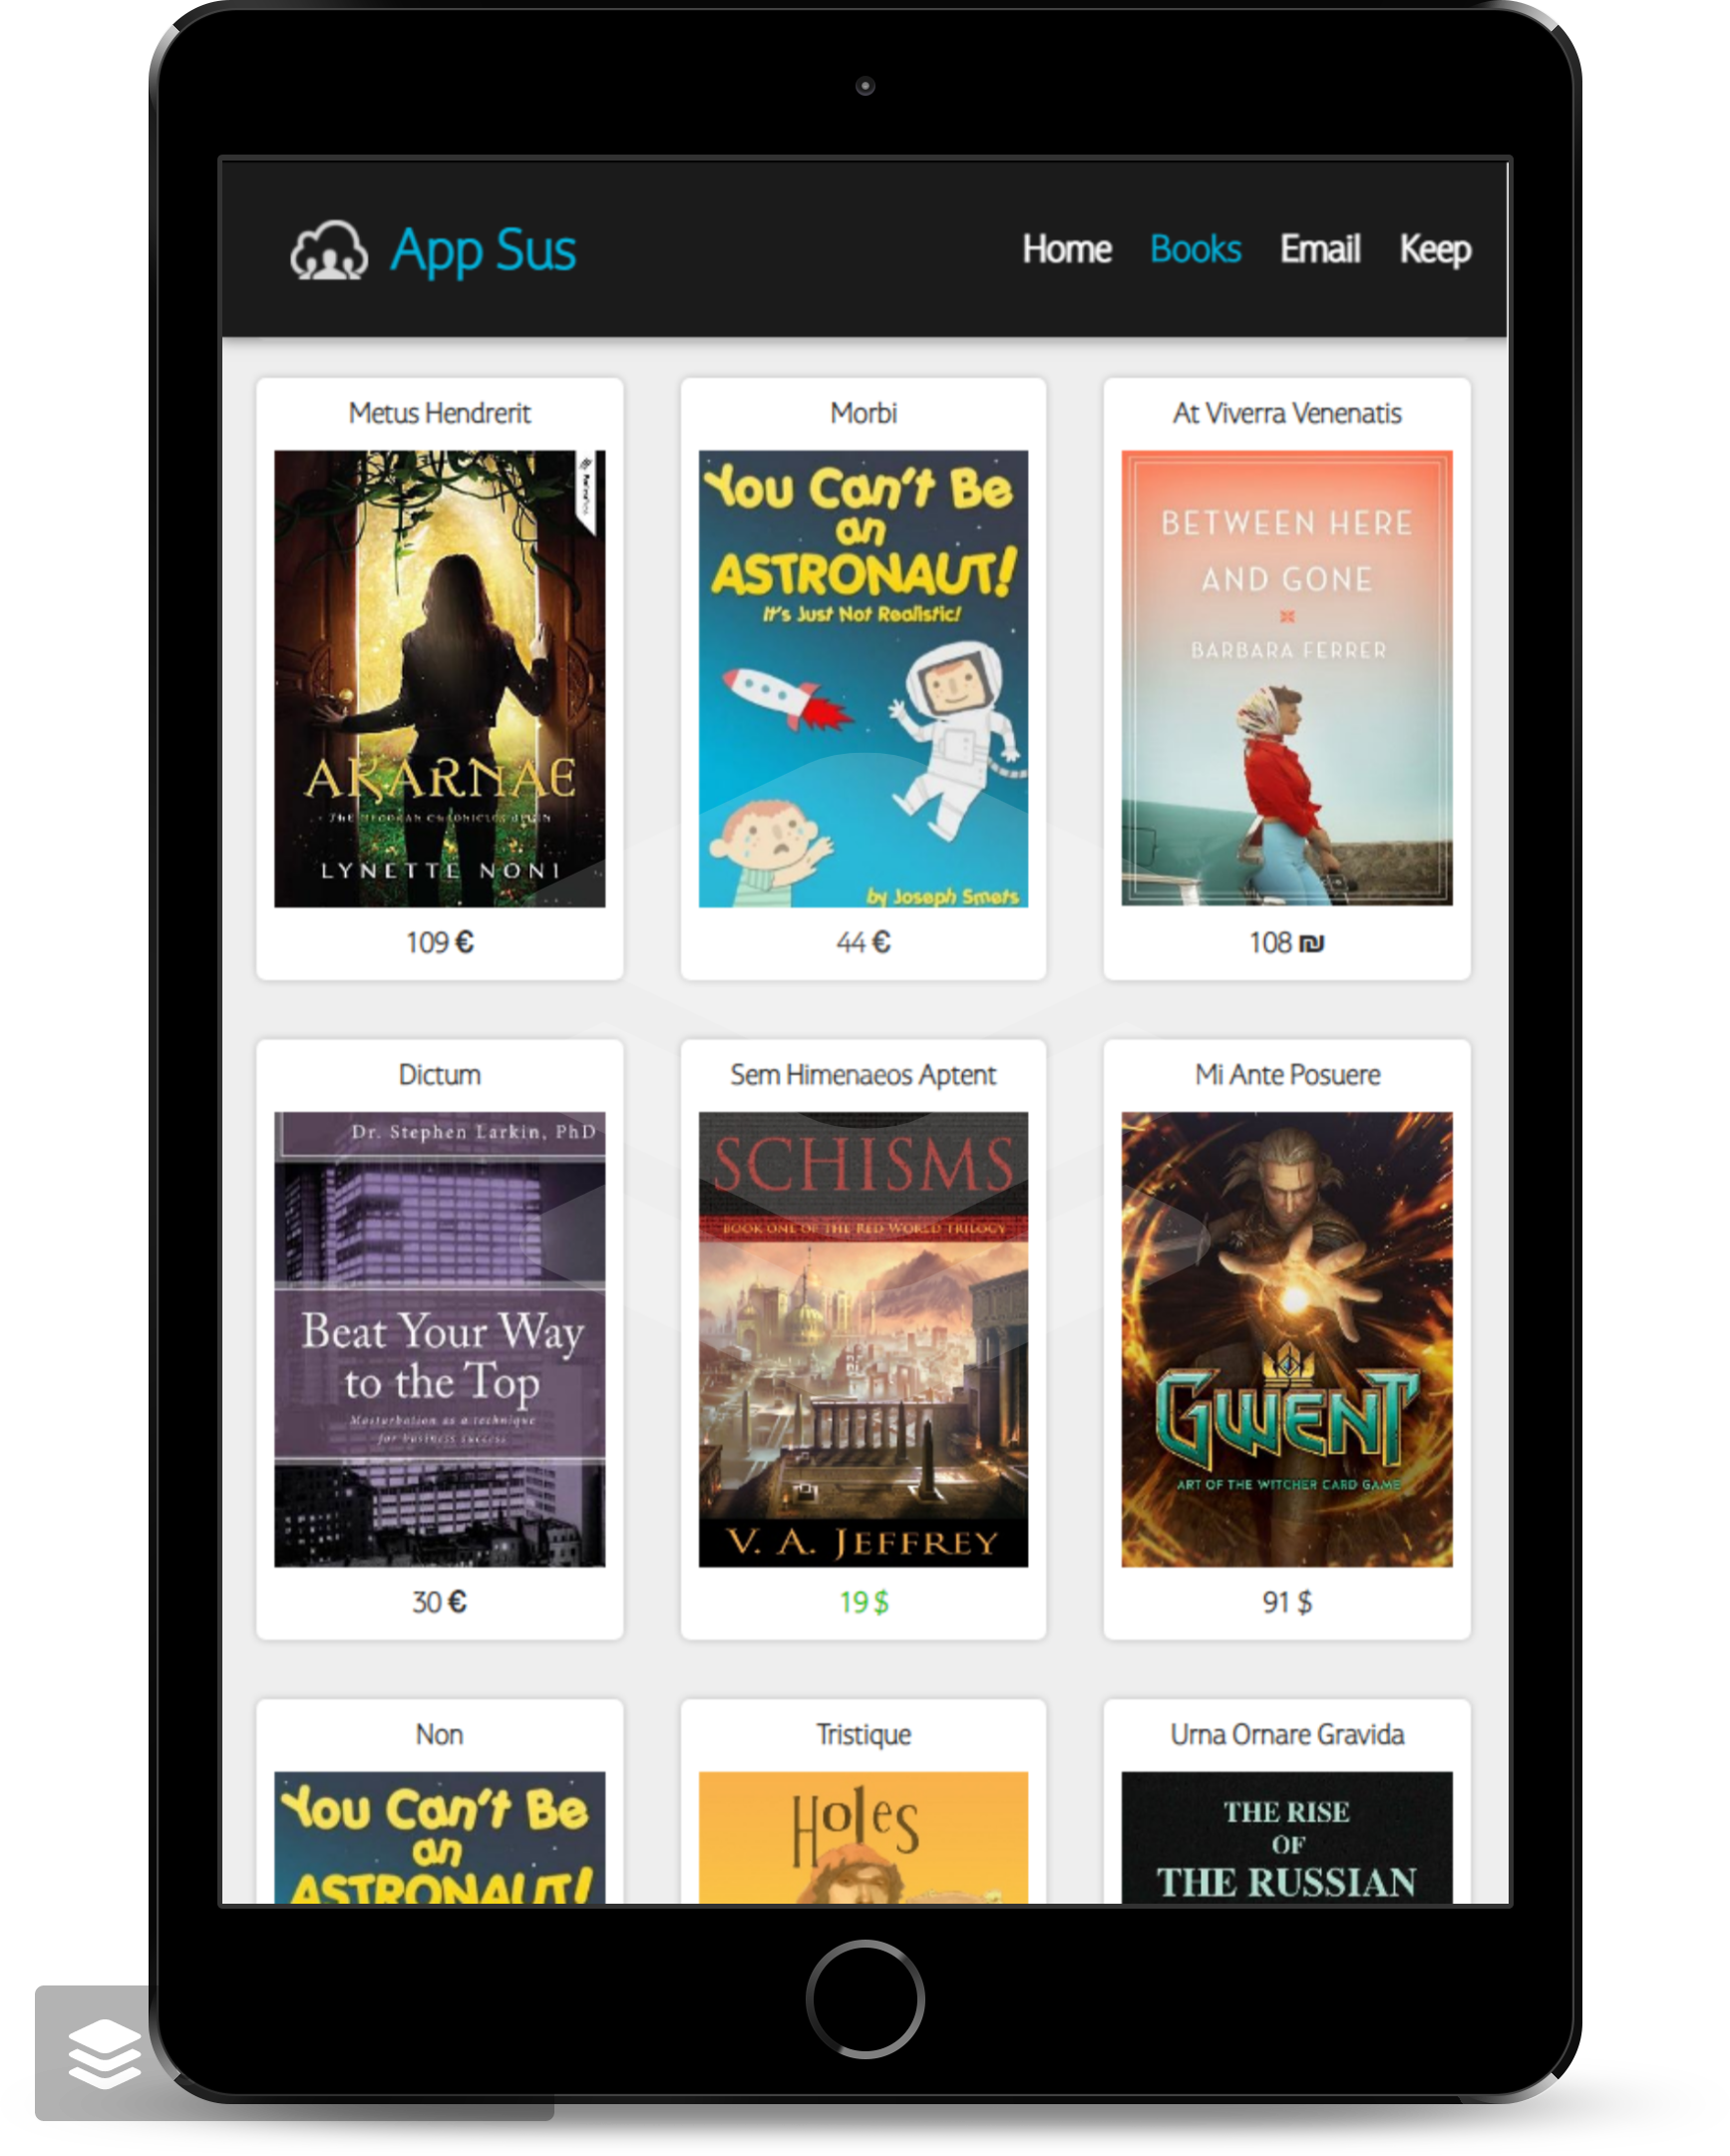 App Sus
Home Books Email Keep
Metus Hendrerit
AKARNAE
THE MEDORAN CHRONICLES BEGIN
LYNETTE NONI
109 €
Morbi
You Can't Be
an
ASTRONAUT!
It's Just Not Realistic!
by Joseph Smets
44 €
At Viverra Venenatis
BETWEEN HERE
AND GONE
BARBARA FERRER
108 ₪
Dictum
Dr. Stephen Larkin, PhD
Beat Your Way
to the Top
Masturbation as a technique
for business success
30 €
Sem Himenaeos Aptent
SCHISMS
BOOK ONE OF THE RED WORLD TRILOGY
V. A. JEFFREY
19 $
Mi Ante Posuere
GWENT
ART OF THE WITCHER CARD GAME
91 $
Non
You Can't Be
an
ASTRONAUT!
Tristique
Holes
Urna Ornare Gravida
THE RISE
OF
THE RUSSIAN